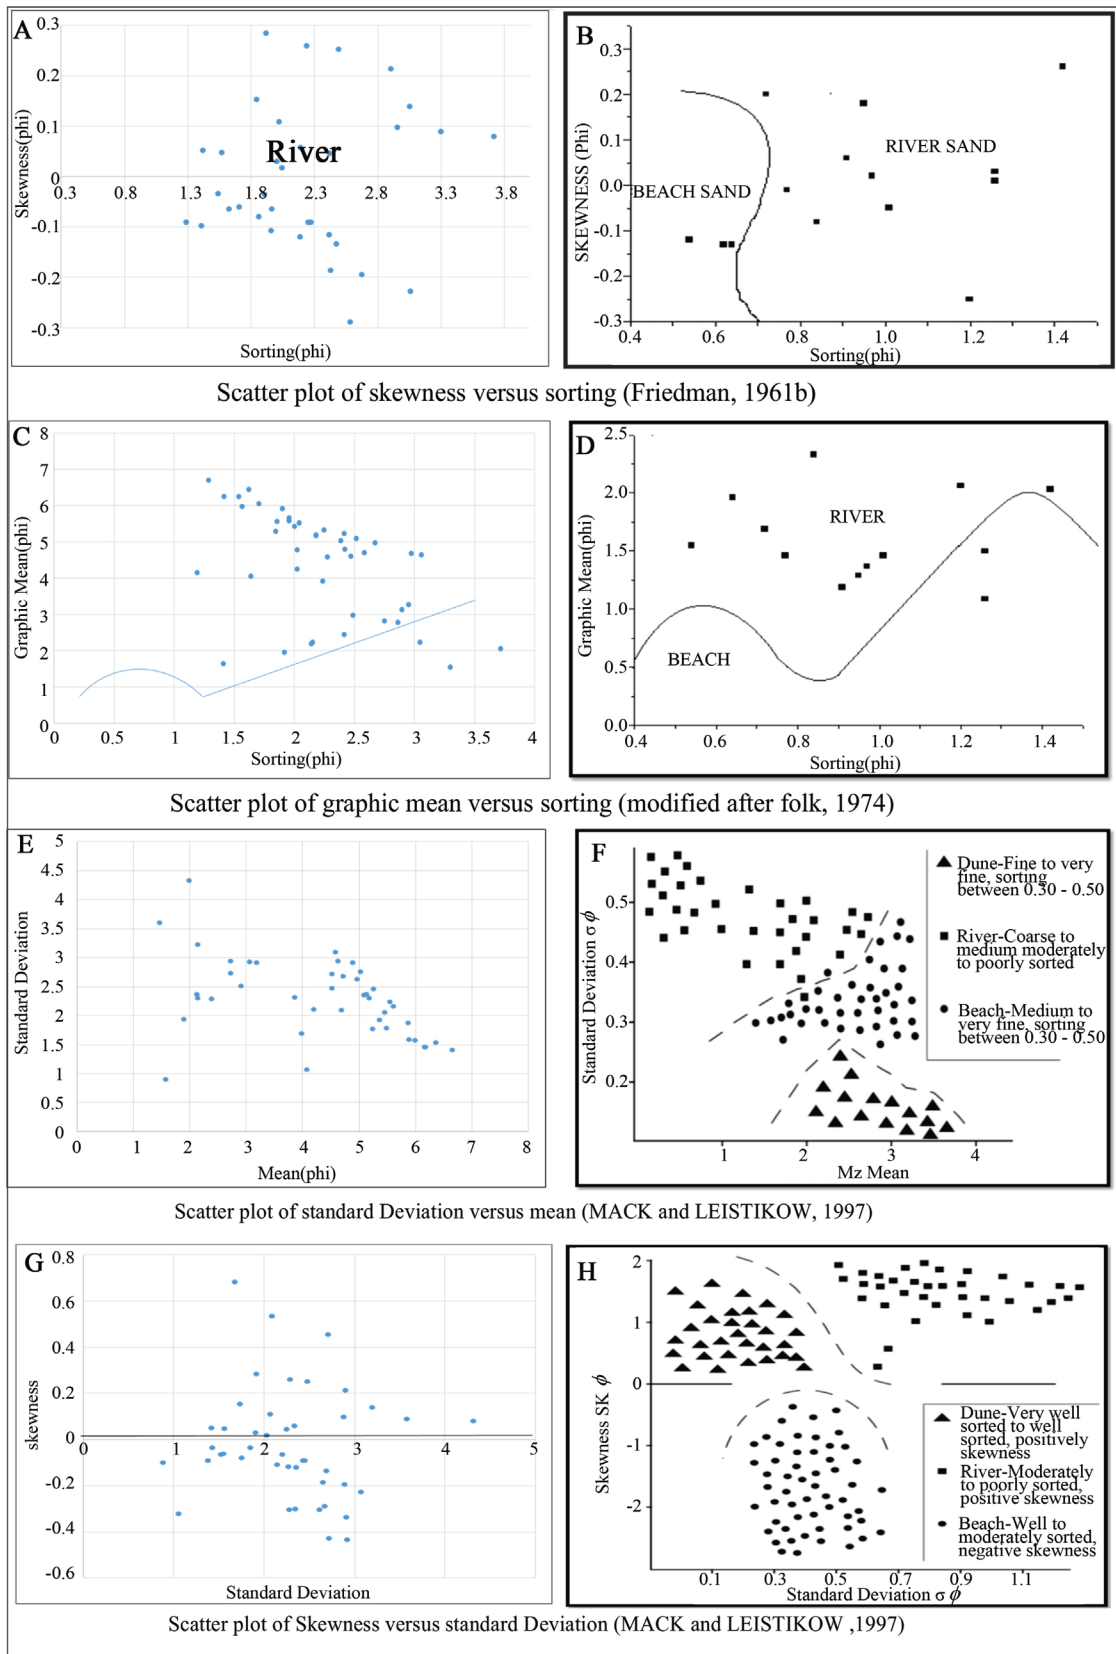 A
0.3
0.2
0.1
0
-0.1
-0.2
-0.3
Skewness(phi)
River
0.3 0.8 1.3 1.8 2.3 2.8 3.3 3.8
Sorting(phi)
B
0.3
0.2
0.1
0.0
-0.1
-0.2
-0.3
SKEWNESS (Phi)
RIVER SAND
BEACH SAND
0.4 0.6 0.8 1.0 1.2 1.4
Sorting(phi)
Scatter plot of skewness versus sorting (Friedman, 1961b)
C
8
7
6
5
4
3
2
1
0
Graphic Mean(phi)
0 0.5 1 1.5 2 2.5 3 3.5 4
Sorting(phi)
D
2.5
2.0
1.5
1.0
0.5
0.0
Graphic Mean(phi)
RIVER
BEACH
0.4 0.6 0.8 1.0 1.2 1.4
Sorting(phi)
Scatter plot of graphic mean versus sorting (modified after folk, 1974)
E
5
4.5
4
3.5
3
2.5
2
1.5
1
0.5
0
Standard Deviation
0 1 2 3 4 5 6 7 8
Mean(phi)
F
0.5
0.4
0.3
0.2
Standard Deviation σ ϕ
Dune-Fine to very
fine, sorting
between 0.30 - 0.50
River-Coarse to
medium moderately
to poorly sorted
Beach-Medium to
very fine, sorting
between 0.30 - 0.50
1 2 3 4
Mz Mean
Scatter plot of standard Deviation versus mean (MACK and LEISTIKOW, 1997)
G
0.8
0.6
0.4
0.2
0
-0.2
-0.4
-0.6
skewness
0 1 2 3 4 5
Standard Deviation
H
2
1
0
-1
-2
Skewness SK ϕ
Dune-Very well
sorted to well
sorted, positively
skewness
River-Moderately
to poorly sorted,
positive skewness
Beach-Well to
moderately sorted,
negative skewness
0.1 0.3 0.5 0.7 0.9 1.1
Standard Deviation σ ϕ
Scatter plot of Skewness versus standard Deviation (MACK and LEISTIKOW ,1997)